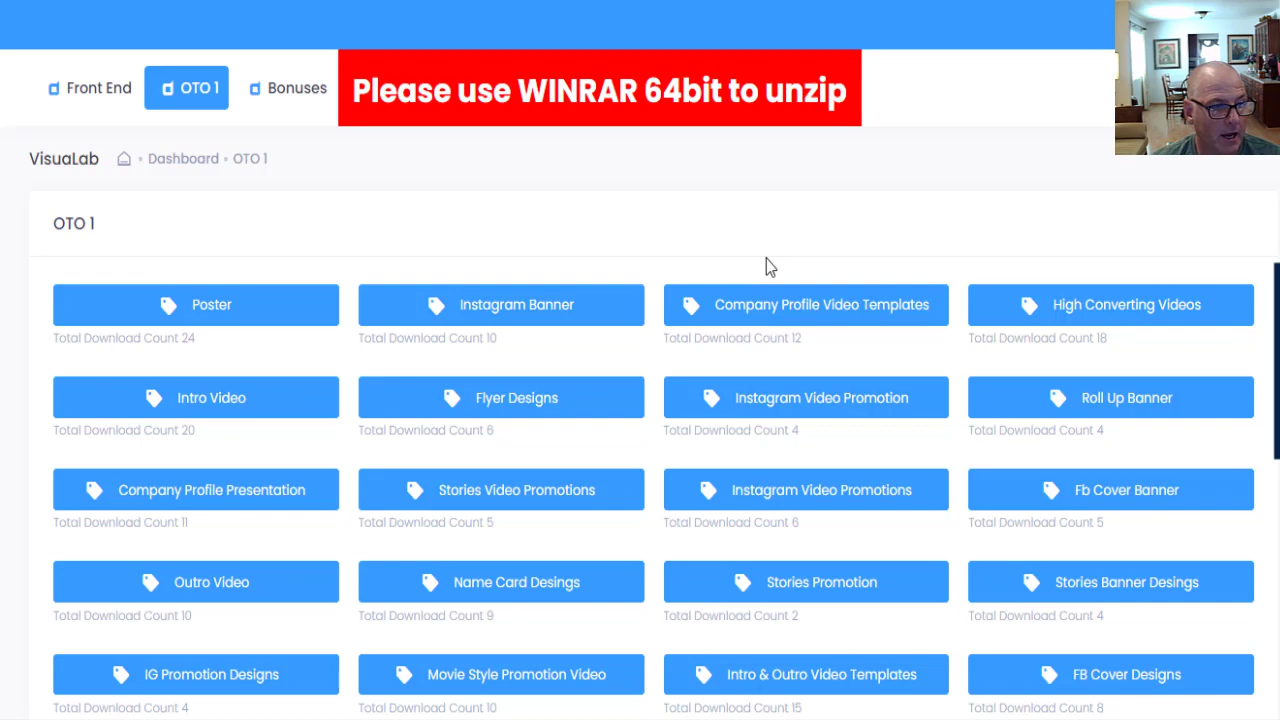 Front End
OTO 1
Bonuses
Please use WINRAR 64bit to unzip
VisuaLab
Dashboard
OTO 1
OTO 1
Poster
Instagram Banner
Company Profile Video Templates
High Converting Videos
Total Download Count 24
Total Download Count 10
Total Download Count 12
Total Download Count 18
Intro Video
Flyer Designs
Instagram Video Promotion
Roll Up Banner
Total Download Count 20
Total Download Count 6
Total Download Count 4
Total Download Count 4
Company Profile Presentation
Stories Video Promotions
Instagram Video Promotions
Fb Cover Banner
Total Download Count 11
Total Download Count 5
Total Download Count 6
Total Download Count 5
Outro Video
Name Card Desings
Stories Promotion
Stories Banner Desings
Total Download Count 10
Total Download Count 9
Total Download Count 2
Total Download Count 4
IG Promotion Designs
Movie Style Promotion Video
Intro & Outro Video Templates
FB Cover Designs
Total Download Count 4
Total Download Count 10
Total Download Count 15
Total Download Count 8